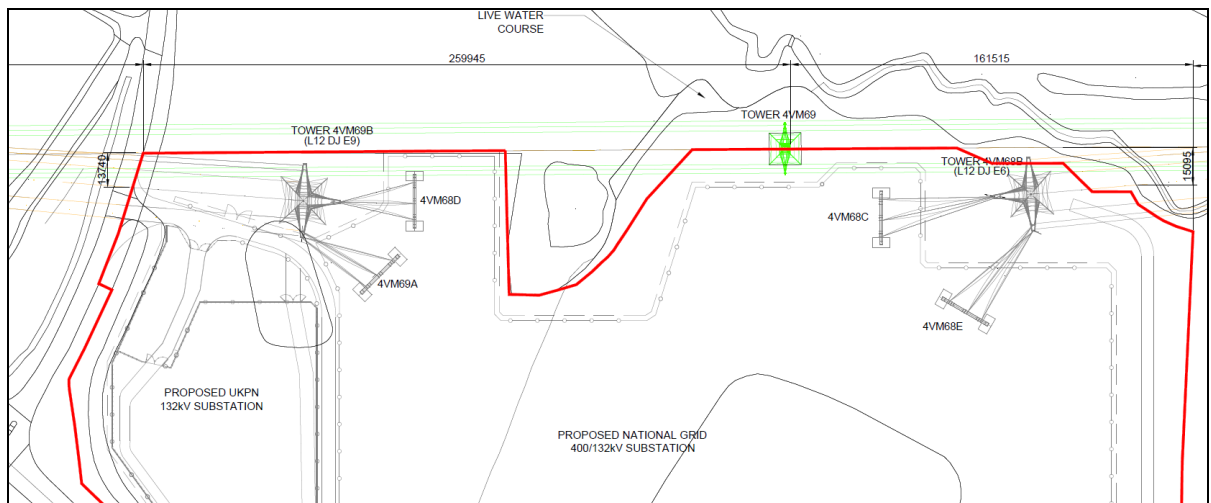 LIVE WATER
COURSE
259945
161515
TOWER 4VM69B
(L12 DJ E9)
TOWER 4VM69
13740
TOWER 4VM68B
(L12 DJ E6)
15095
4VM68D
4VM68C
4VM69A
4VM68E
PROPOSED UKPN
132kV SUBSTATION
PROPOSED NATIONAL GRID
400/132kV SUBSTATION